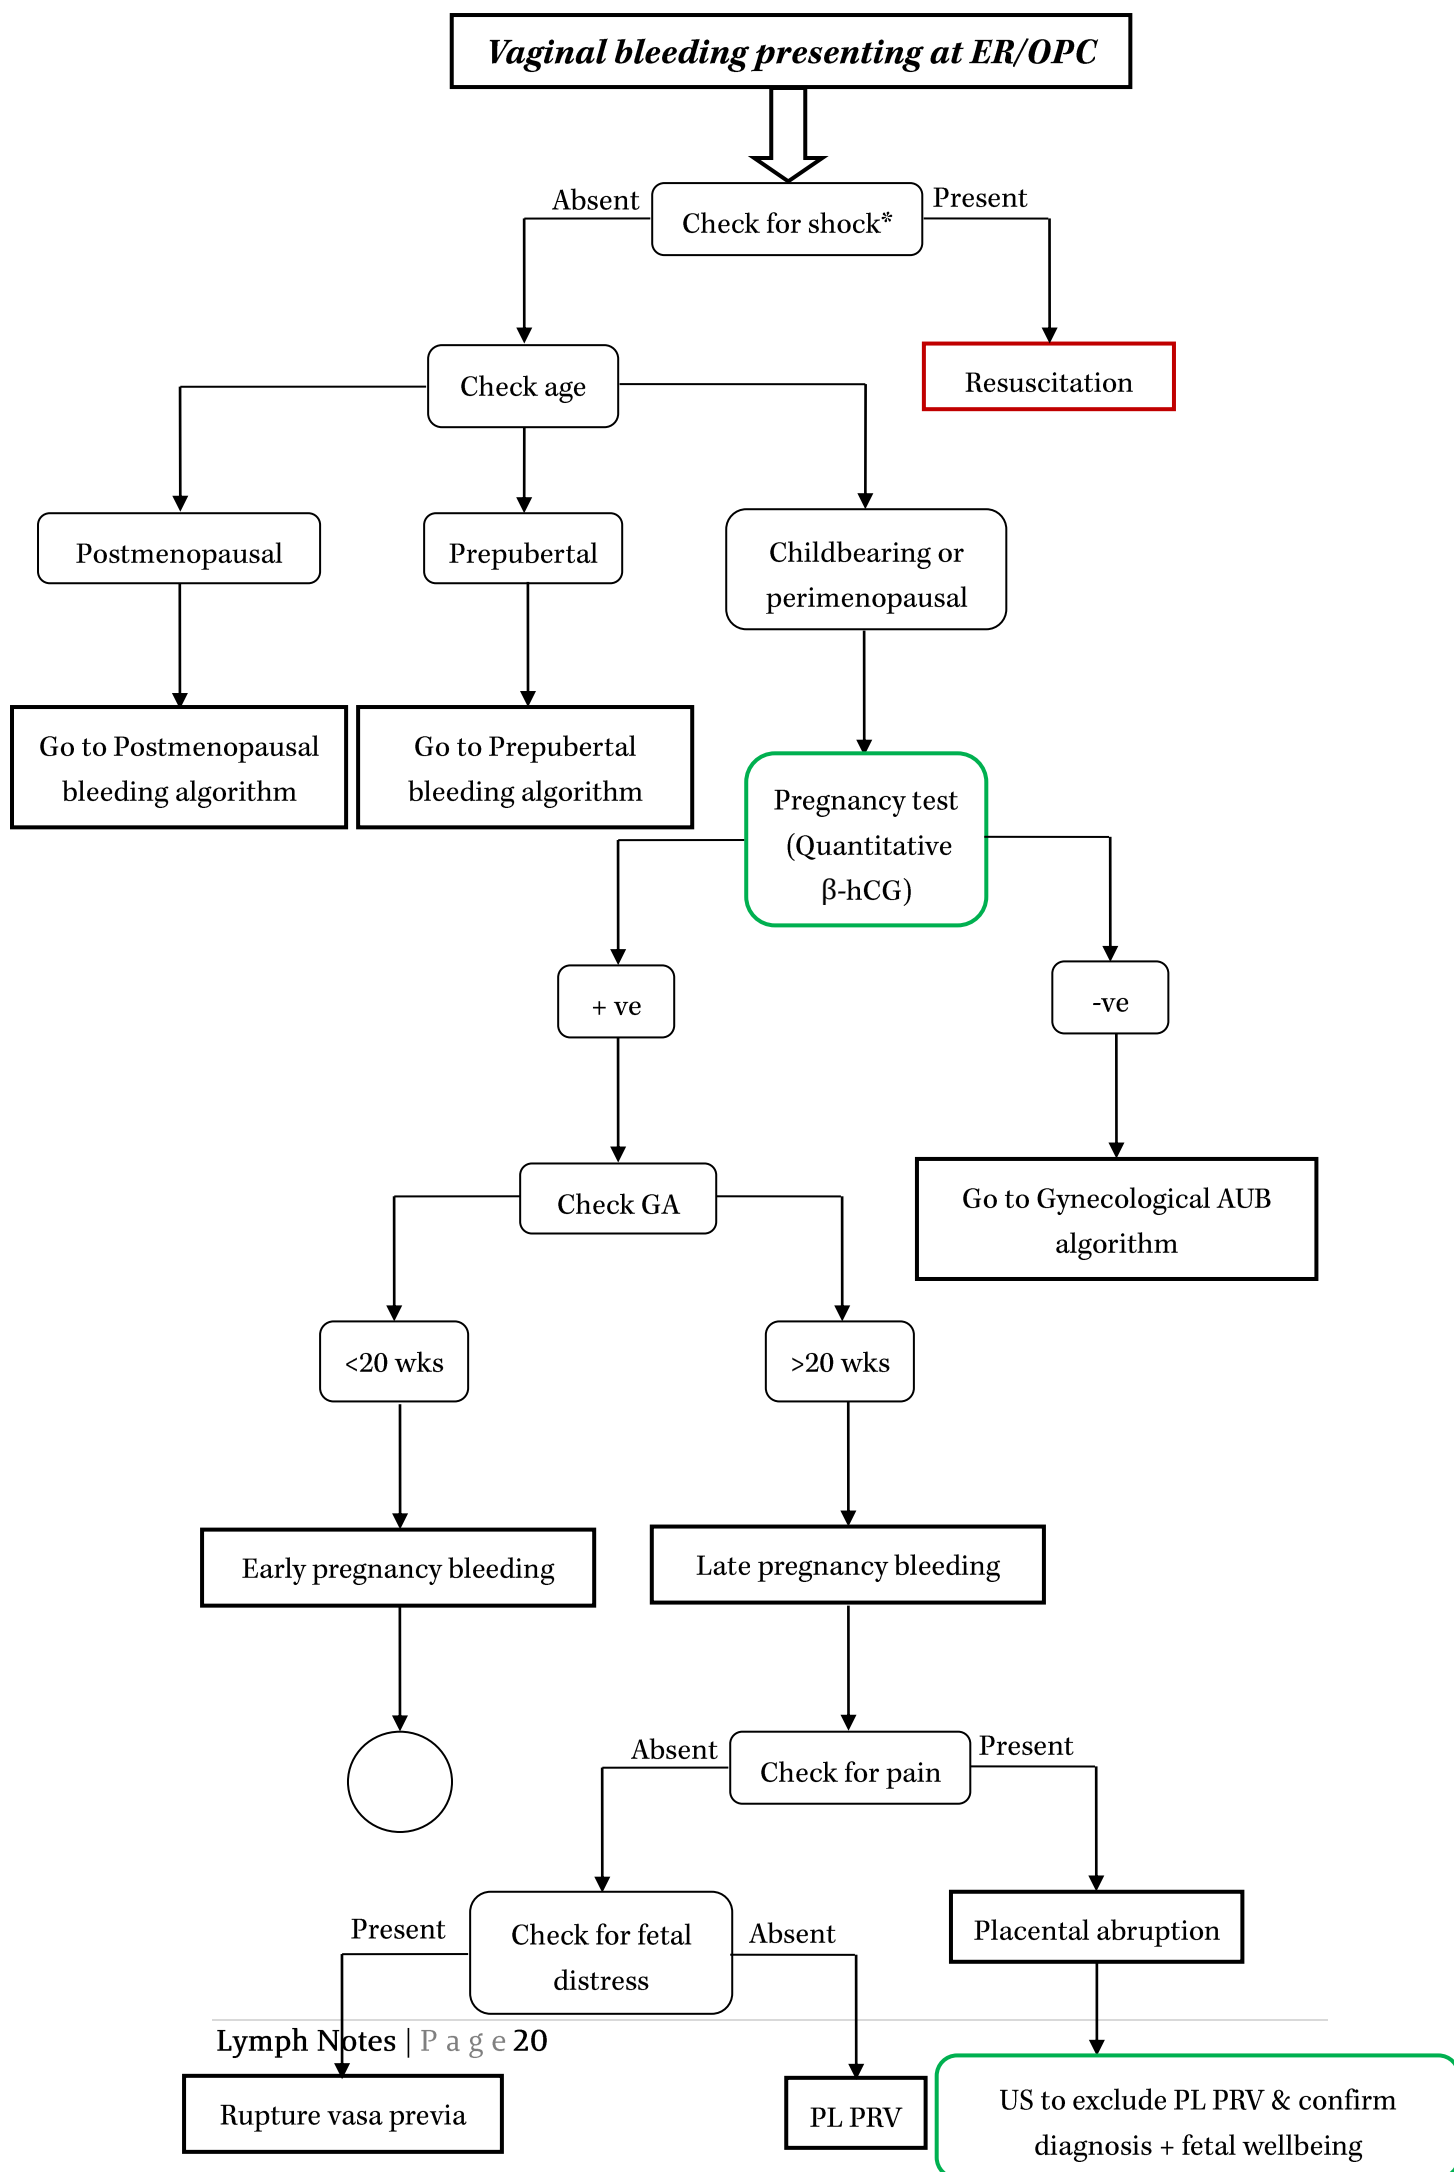 Vaginal bleeding presenting at ER/OPC
Absent
Present
Check for shock*
Check age
Resuscitation
Postmenopausal
Prepubertal
Childbearing or
perimenopausal
Go to Postmenopausal
bleeding algorithm
Go to Prepubertal
bleeding algorithm
Pregnancy test
(Quantitative
β-hCG)
+ ve
-ve
Check GA
Go to Gynecological AUB
algorithm
<20 wks
>20 wks
Early pregnancy bleeding
Late pregnancy bleeding
Absent
Present
Check for pain
Present
Check for fetal
distress
Absent
Placental abruption
Lymph Notes | Page 20
Rupture vasa previa
PL PRV
US to exclude PL PRV & confirm
diagnosis + fetal wellbeing